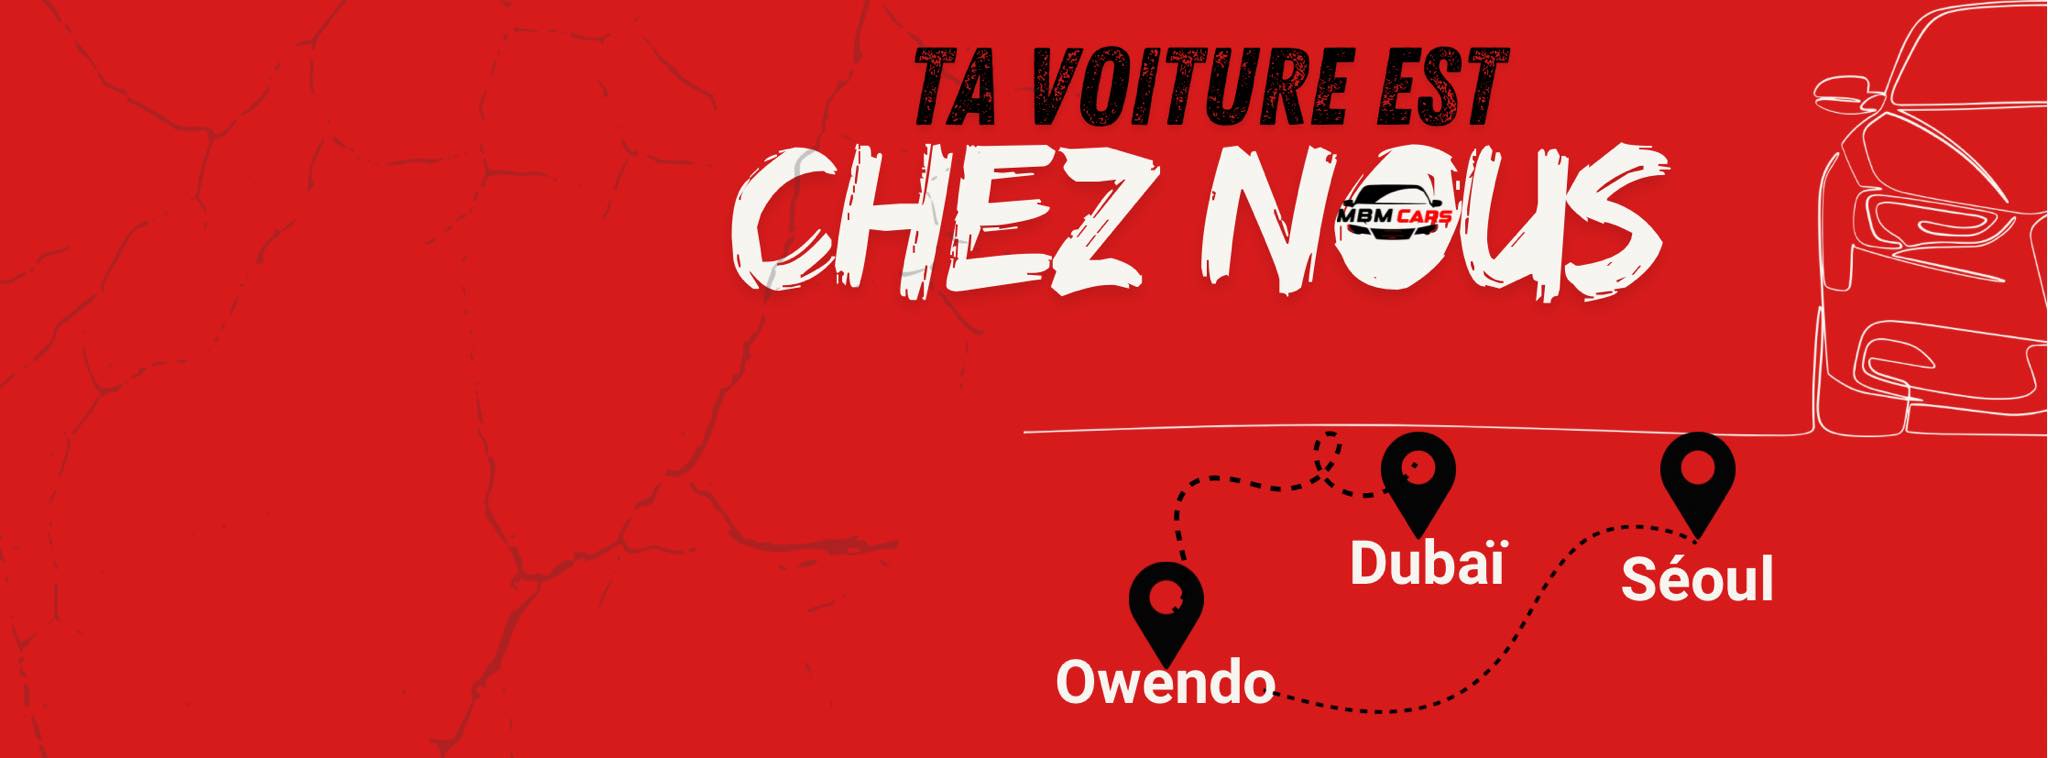 TA VOITURE EST
CHEZ NOUS
MBM CARS
Dubaï
Séoul
Owendo